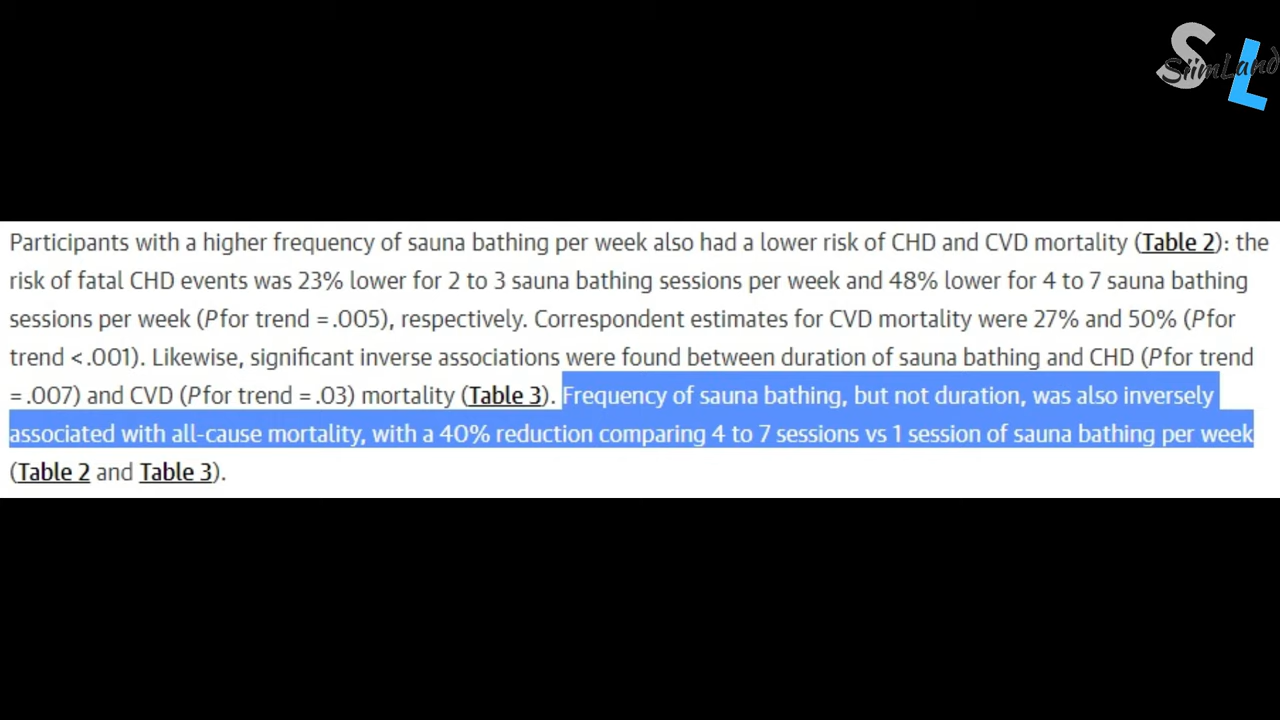 SiimLand
SL
Participants with a higher frequency of sauna bathing per week also had a lower risk of CHD and CVD mortality (Table 2): the
risk of fatal CHD events was 23% lower for 2 to 3 sauna bathing sessions per week and 48% lower for 4 to 7 sauna bathing
sessions per week (P for trend = .005), respectively. Correspondent estimates for CVD mortality were 27% and 50% (P for
trend < .001). Likewise, significant inverse associations were found between duration of sauna bathing and CHD (P for trend
= .007) and CVD (P for trend = .03) mortality (Table 3). Frequency of sauna bathing, but not duration, was also inversely
associated with all-cause mortality, with a 40% reduction comparing 4 to 7 sessions vs 1 session of sauna bathing per week
(Table 2 and Table 3).